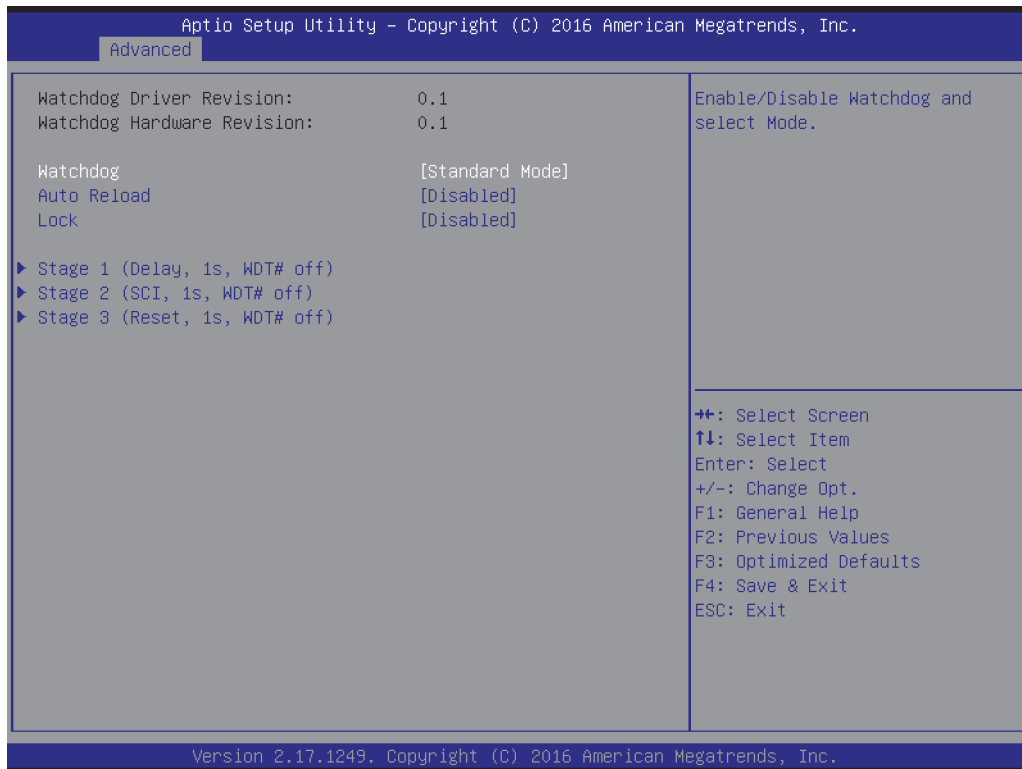 Aptio Setup Utility – Copyright (C) 2016 American Megatrends, Inc.
Advanced
Watchdog Driver Revision: 0.1
Watchdog Hardware Revision: 0.1
Watchdog [Standard Mode]
Auto Reload [Disabled]
Lock [Disabled]
Stage 1 (Delay, 1s, WDT# off)
Stage 2 (SCI, 1s, WDT# off)
Stage 3 (Reset, 1s, WDT# off)
Enable/Disable Watchdog and
select Mode.
→←: Select Screen
↑↓: Select Item
Enter: Select
+/-: Change Opt.
F1: General Help
F2: Previous Values
F3: Optimized Defaults
F4: Save & Exit
ESC: Exit
Version 2.17.1249. Copyright (C) 2016 American Megatrends, Inc.